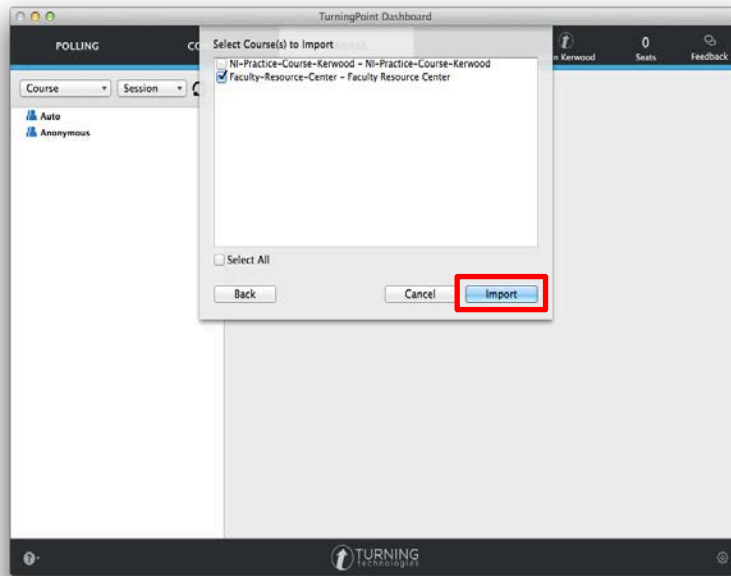 TurningPoint Dashboard
POLLING
CO
n Kerwood
0
Seats
Feedback
Select Course(s) to Import
NI-Practice-Course-Kerwood - NI-Practice-Course-Kerwood
Faculty-Resource-Center - Faculty Resource Center
Course
Session
Auto
Anonymous
Select All
Back
Cancel
Import
?
TURNING
technologies